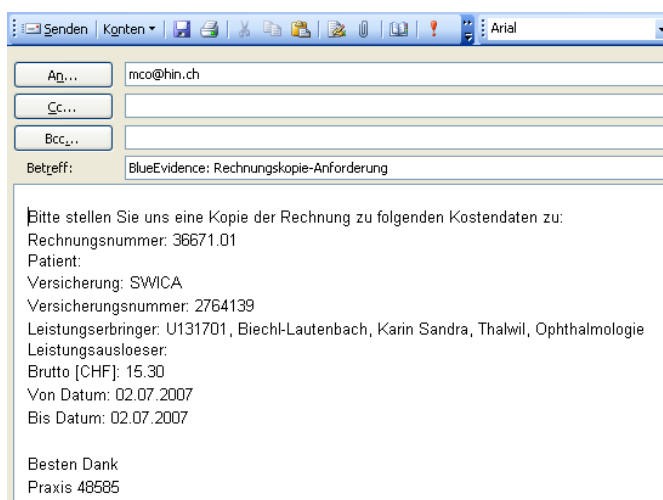 Senden Konten Arial
An... mco@hin.ch
Cc...
Bcc...
Betreff: BlueEvidence: Rechnungskopie-Anforderung
Bitte stellen Sie uns eine Kopie der Rechnung zu folgenden Kostendaten zu:
Rechnungsnummer: 36671.01
Patient:
Versicherung: SWICA
Versicherungsnummer: 2764139
Leistungserbringer: U131701, Biechl-Lautenbach, Karin Sandra, Thalwil, Ophthalmologie
Leistungsausloeser:
Brutto [CHF]: 15.30
Von Datum: 02.07.2007
Bis Datum: 02.07.2007
Besten Dank
Praxis 48585